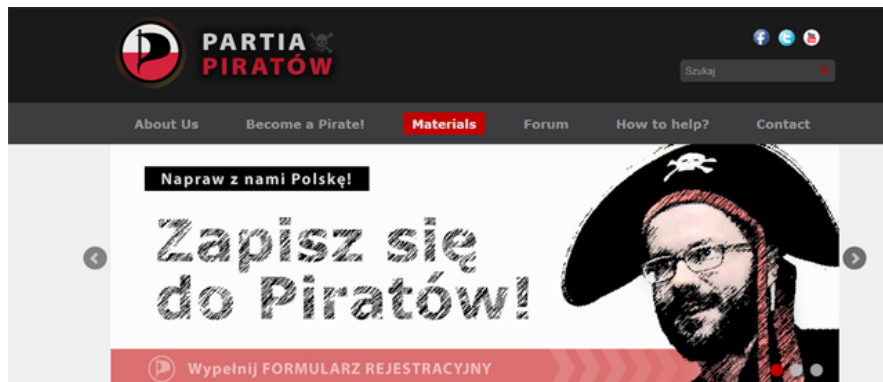 PARTIA
PIRATÓW
Szukaj
About Us Become a Pirate! Materials Forum How to help? Contact
Napraw z nami Polskę!
Zapisz się
do Piratów!
Wypełnij FORMULARZ REJESTRACYJNY